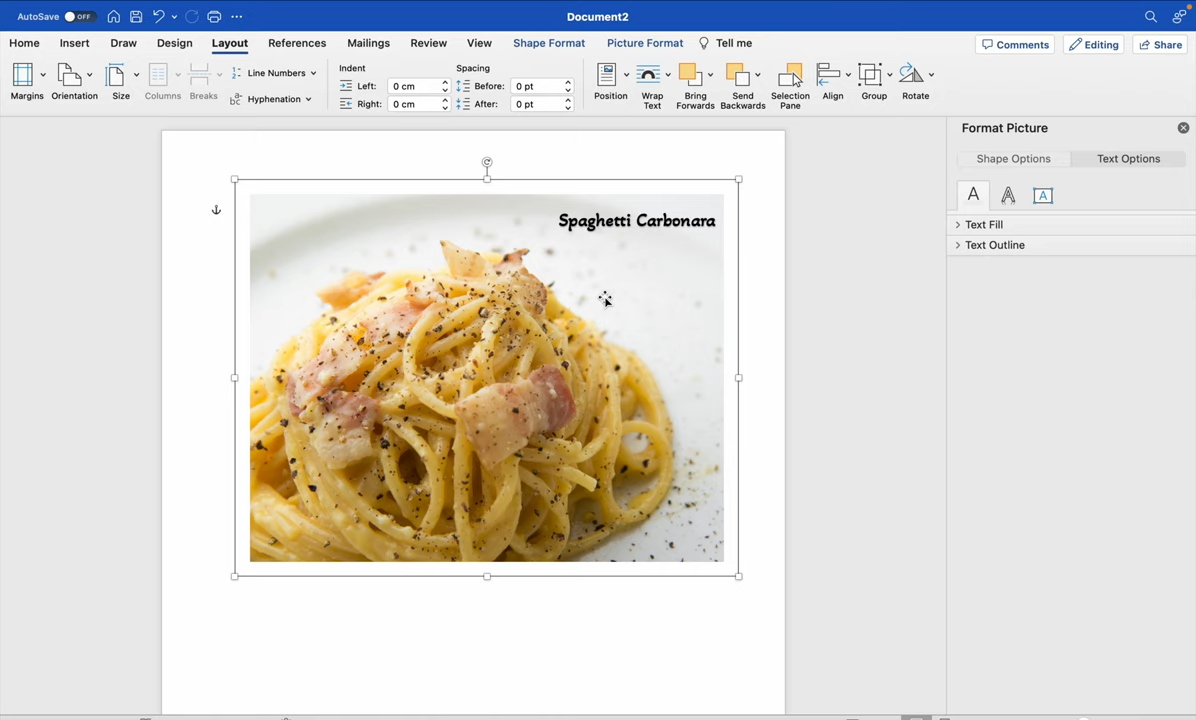 AutoSave OFF
Document2
Home Insert Draw Design Layout References Mailings Review View Shape Format Picture Format Tell me
Comments Editing Share
Margins Orientation Size Columns Breaks
Line Numbers
Hyphenation
Indent
Left: 0 cm
Right: 0 cm
Spacing
Before: 0 pt
After: 0 pt
Position
Wrap Text
Bring Forwards
Send Backwards
Selection Pane
Align
Group
Rotate
Format Picture
Shape Options Text Options
A A A
Text Fill
Text Outline
Spaghetti Carbonara